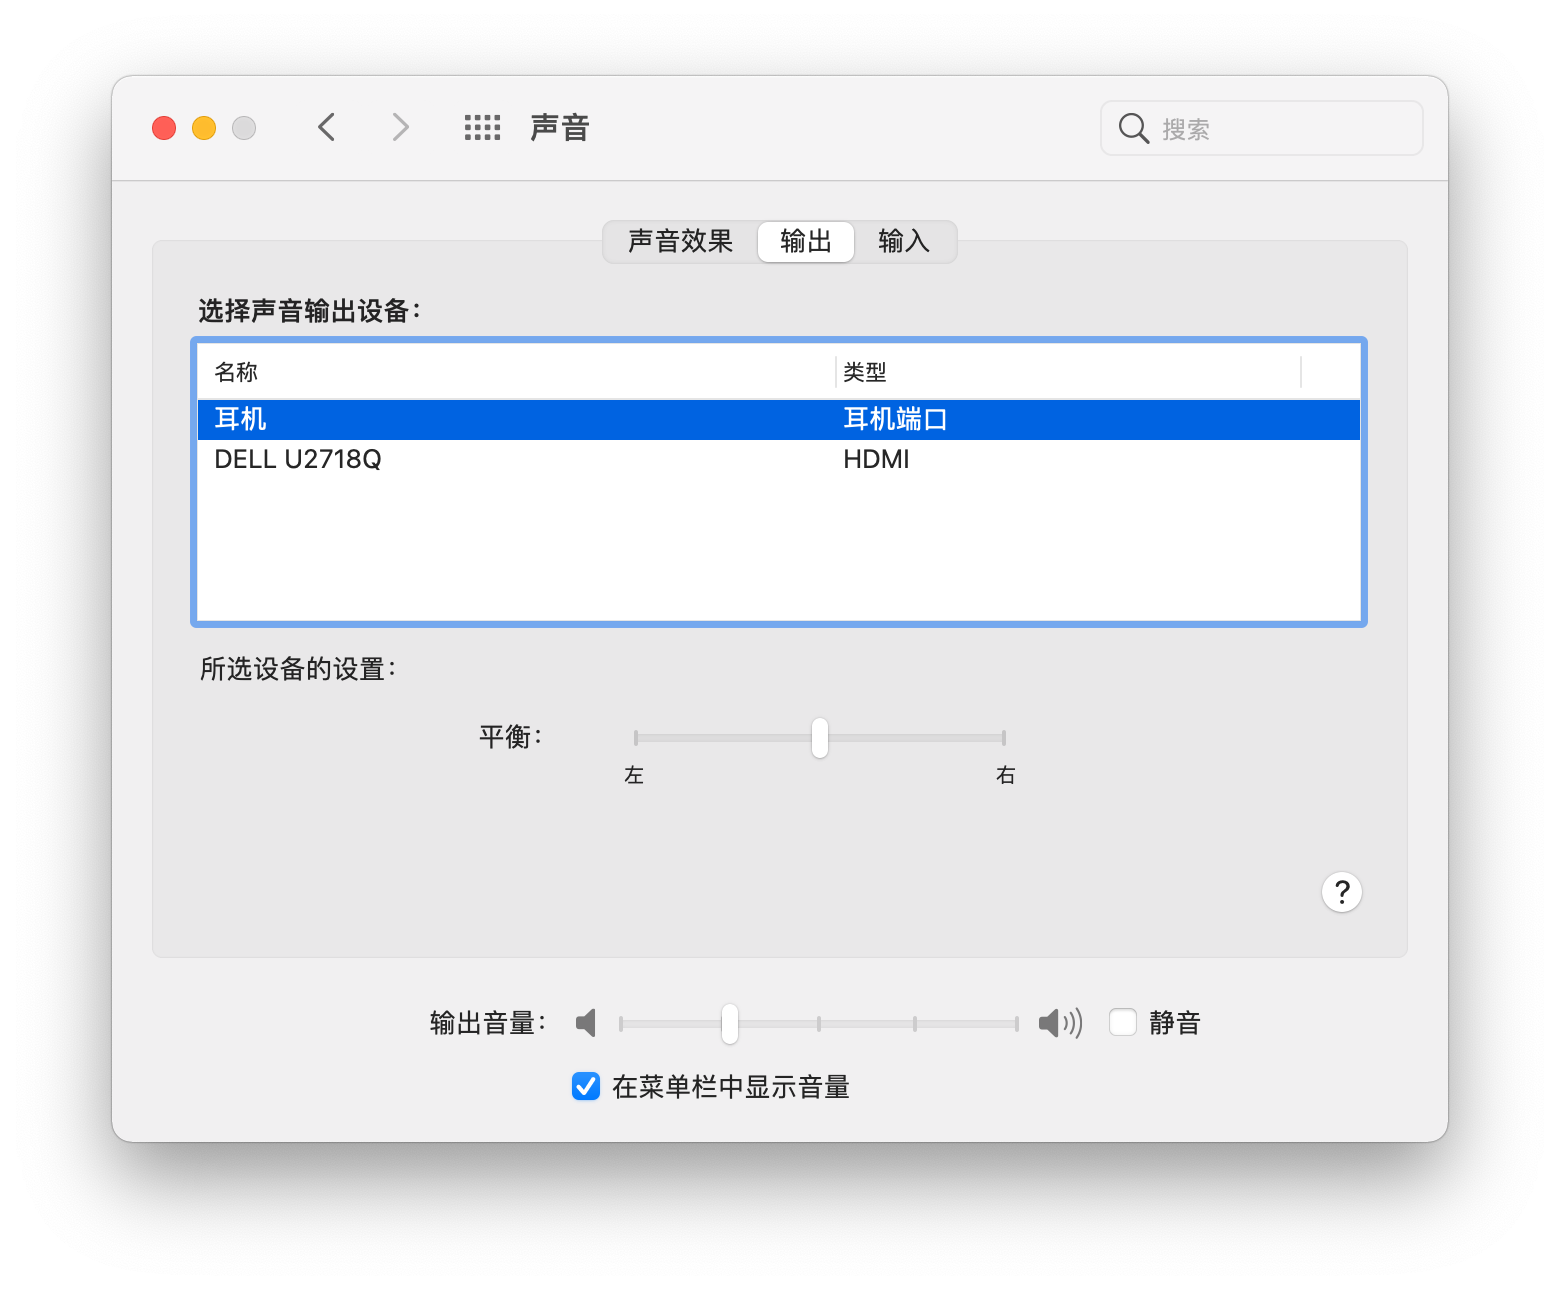 声音
搜索
声音效果 输出 输入
选择声音输出设备：
名称 类型
耳机 耳机端口
DELL U2718Q HDMI
所选设备的设置：
平衡：
左 右
?
输出音量： 静音
在菜单栏中显示音量